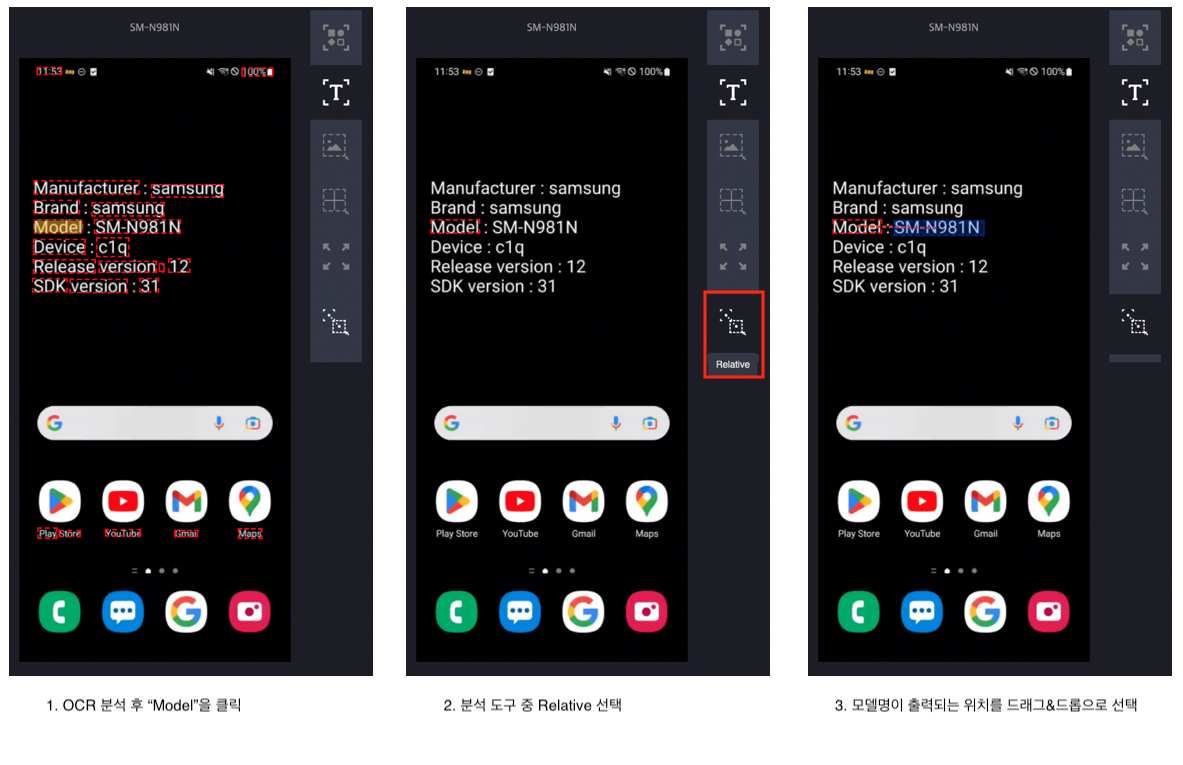 SM-N981N
11:53 100%
Manufacturer : samsung
Brand : samsung
Model : SM-N981N
Device : c1q
Release version : 12
SDK version : 31
Play Store YouTube Gmail Maps
1. OCR 분석 후 “Model”을 클릭
SM-N981N
11:53 100%
Manufacturer : samsung
Brand : samsung
Model : SM-N981N
Device : c1q
Release version : 12
SDK version : 31
T
Relative
Play Store YouTube Gmail Maps
2. 분석 도구 중 Relative 선택
SM-N981N
11:53 100%
Manufacturer : samsung
Brand : samsung
Model : SM-N981N
Device : c1q
Release version : 12
SDK version : 31
Play Store YouTube Gmail Maps
3. 모델명이 출력되는 위치를 드래그&드롭으로 선택